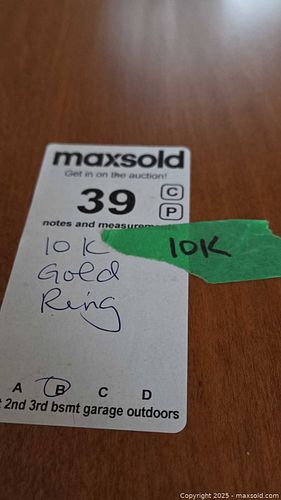 maxsold
Get in on the auction!
39
C
P
notes and measurem
10 K
10K
Gold
Ring
A B C D
2nd 3rd bsmt garage outdoors
Copyright © 2025 - maxsold.com